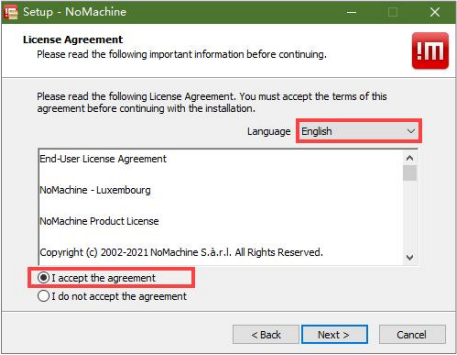 Setup - NoMachine
License Agreement
Please read the following important information before continuing.
!M
Please read the following License Agreement. You must accept the terms of this
agreement before continuing with the installation.
Language English
End-User License Agreement
NoMachine - Luxembourg
NoMachine Product License
Copyright (c) 2002-2021 NoMachine S.à.r.l. All Rights Reserved.
I accept the agreement
I do not accept the agreement
< Back Next > Cancel